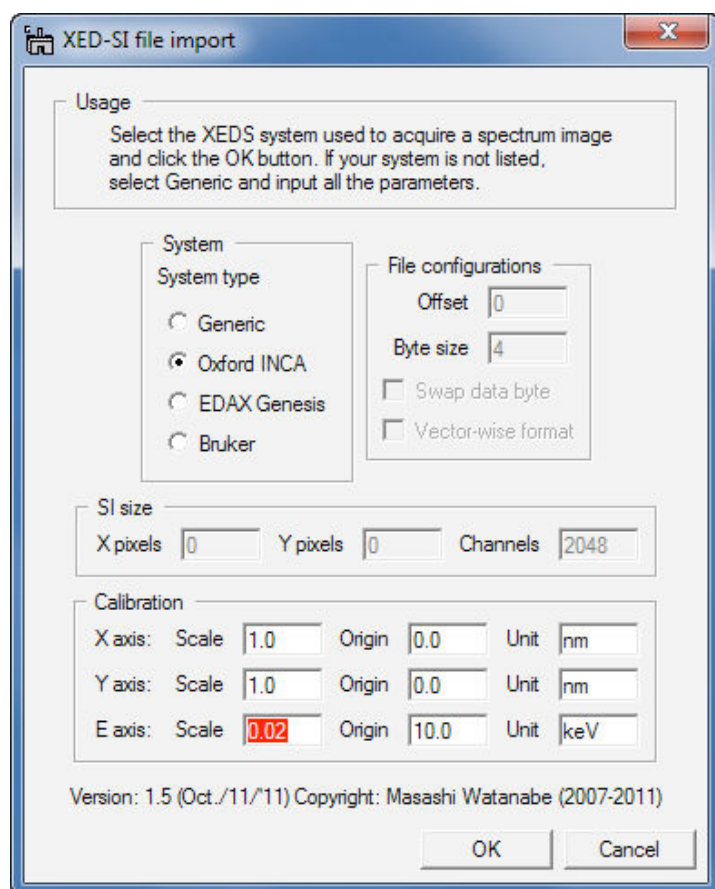 XED-SI file import
Usage
Select the XEDS system used to acquire a spectrum image
and click the OK button. If your system is not listed,
select Generic and input all the parameters.
System
System type
Generic
Oxford INCA
EDAX Genesis
Bruker
File configurations
Offset 0
Byte size 4
Swap data byte
Vector-wise format
SI size
X pixels 0 Y pixels 0 Channels 2048
Calibration
X axis: Scale 1.0 Origin 0.0 Unit nm
Y axis: Scale 1.0 Origin 0.0 Unit nm
E axis: Scale 0.02 Origin 10.0 Unit keV
Version: 1.5 (Oct./11/'11) Copyright: Masashi Watanabe (2007-2011)
OK Cancel